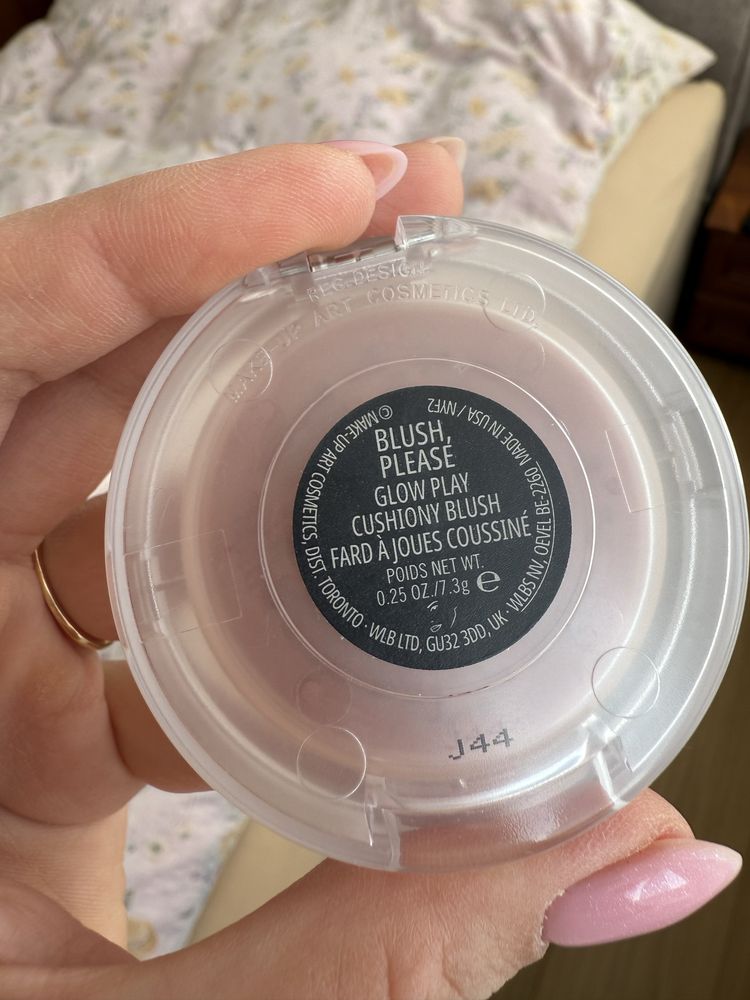 REG. DESIGN
MAKE-UP ART COSMETICS LTD.
BLUSH,
PLEASE
GLOW PLAY
CUSHIONY BLUSH
FARD À JOUES COUSSINÉ
POIDS NET WT.
0.25 OZ./7.3g ℮
© MAKE-UP ART COSMETICS, DIST. TORONTO · WLB LTD, GU32 3DD, UK · WLBS NV, OEVEL BE-2260 MADE IN USA / NYF2
J44